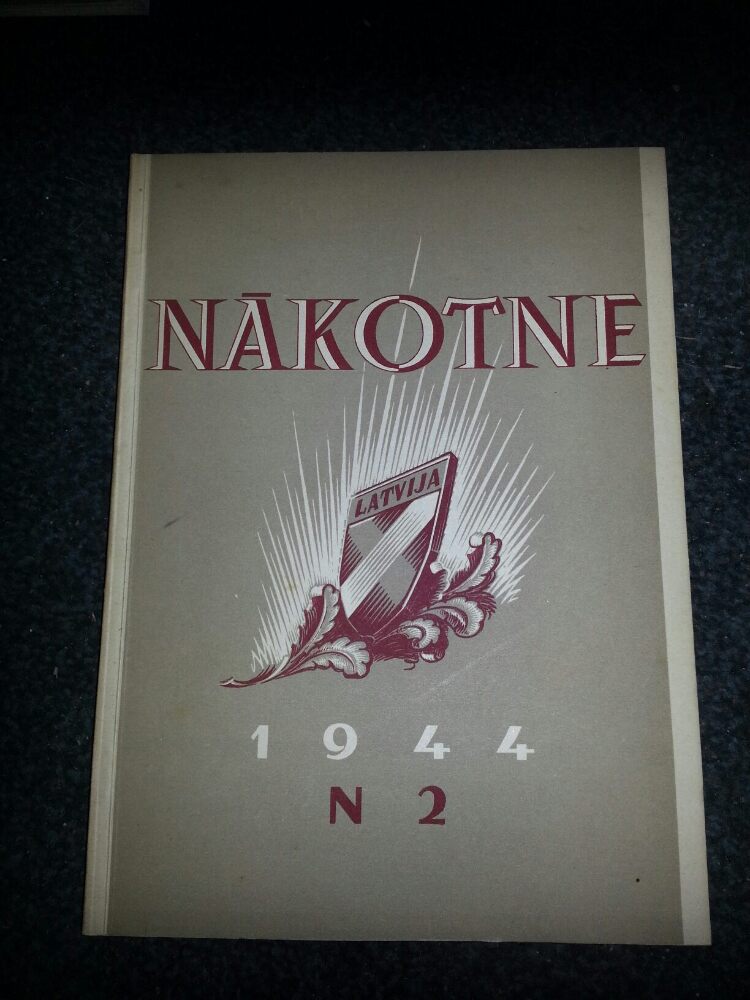 NĀKOTNE
LATVIJA
1944
N 2